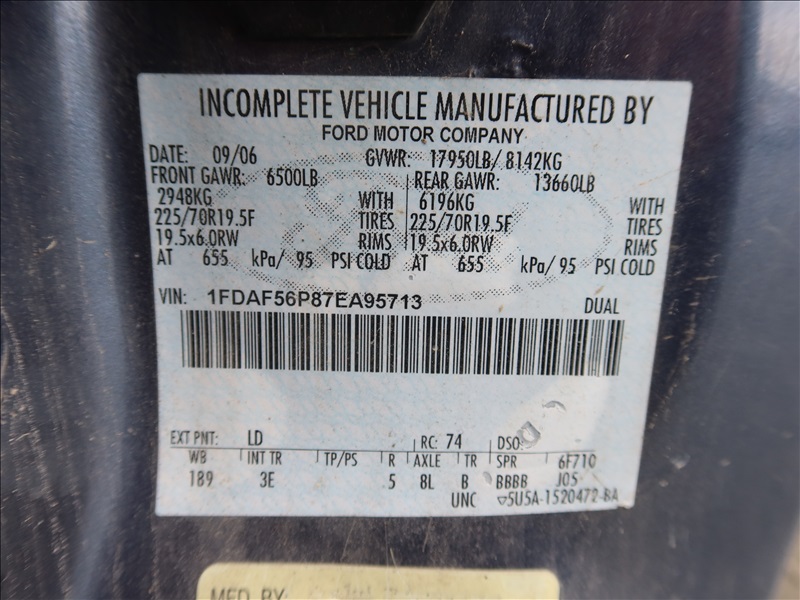 INCOMPLETE VEHICLE MANUFACTURED BY
FORD MOTOR COMPANY
DATE: 09/06 GVWR: 17950LB/ 8142KG
FRONT GAWR: 6500LB REAR GAWR: 13660LB
2948KG WITH 6196KG WITH
225/70R19.5F TIRES 225/70R19.5F TIRES
19.5x6.0RW RIMS 19.5x6.0RW RIMS
AT 655 kPa/ 95 PSI COLD AT 655 kPa/ 95 PSI COLD
VIN: 1FDAF56P87EA95713 DUAL
EXT PNT: LD RC: 74 DSO:
WB INT TR TP/PS R AXLE TR SPR 6F710
189 3E 5 8L B BBBB J05
UNC ▽5U5A-1520472-BA
MFD. BY: